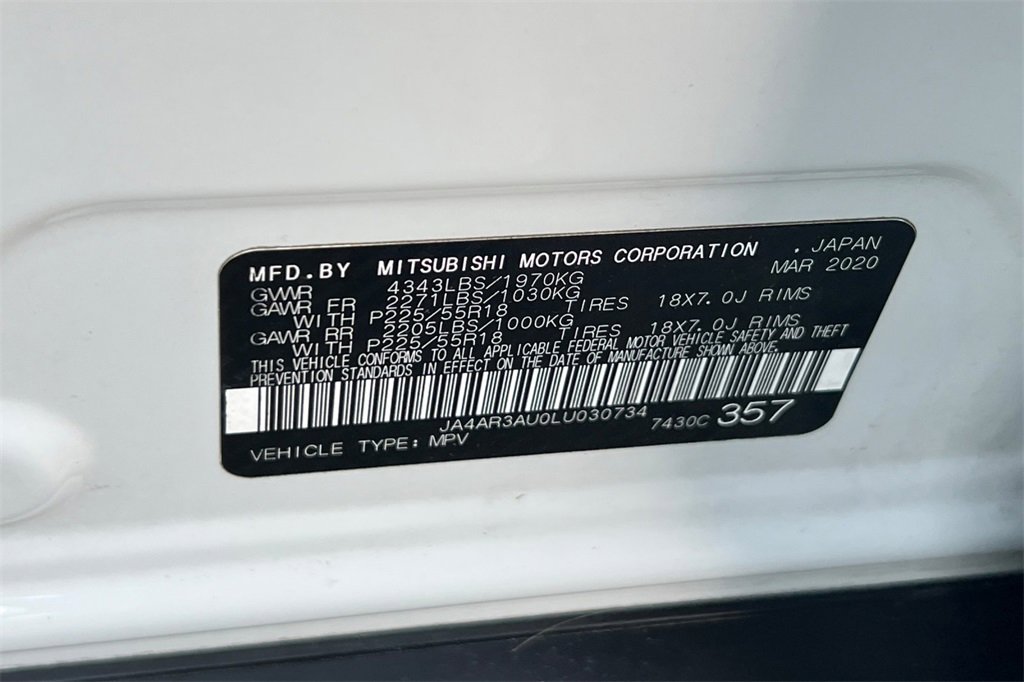 MFD.BY MITSUBISHI MOTORS CORPORATION . JAPAN
GVWR 4343LBS/1970KG MAR 2020
GAWR FR 2271LBS/1030KG
WITH P225/55R18 TIRES 18X7.0J RIMS
GAWR RR 2205LBS/1000KG
WITH P225/55R18 TIRES 18X7.0J RIMS
THIS VEHICLE CONFORMS TO ALL APPLICABLE FEDERAL MOTOR VEHICLE SAFETY AND THEFT
PREVENTION STANDARDS IN EFFECT ON THE DATE OF MANUFACTURE SHOWN ABOVE.
JA4AR3AU0LU030734 7430C 357
VEHICLE TYPE: MPV